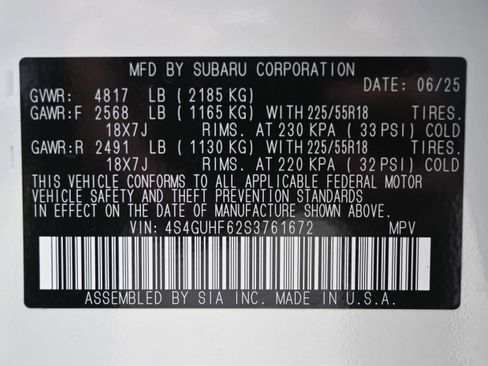 MFD BY SUBARU CORPORATION
DATE: 06/25
GVWR: 4817 LB ( 2185 KG)
GAWR:F 2568 LB ( 1165 KG) WITH 225/55R18 TIRES.
18X7J RIMS. AT 230 KPA ( 33 PSI) COLD
GAWR:R 2491 LB ( 1130 KG) WITH 225/55R18 TIRES.
18X7J RIMS. AT 220 KPA ( 32 PSI) COLD
THIS VEHICLE CONFORMS TO ALL APPLICABLE FEDERAL MOTOR
VEHICLE SAFETY AND THEFT PREVENTION STANDARDS
IN EFFECT ON THE DATE OF MANUFACTURE SHOWN ABOVE.
VIN: 4S4GUHF62S3761672 MPV
ASSEMBLED BY SIA INC. MADE IN U.S.A.